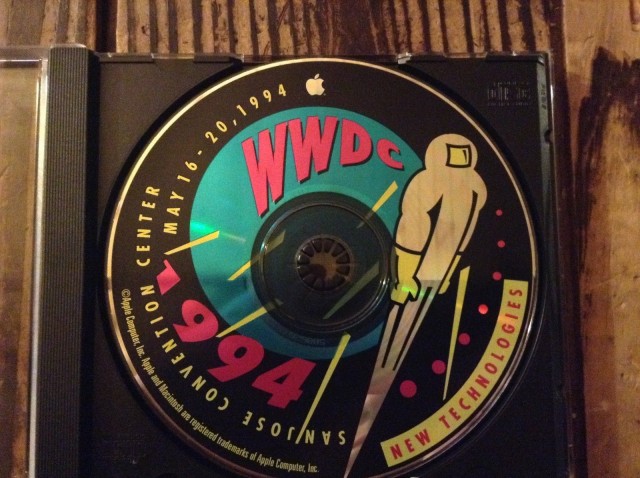 WWDC
1994
SAN JOSE CONVENTION CENTER MAY 16-20, 1994
NEW TECHNOLOGIES
©Apple Computer, Inc. Apple and Macintosh are registered trademarks of Apple Computer, Inc.